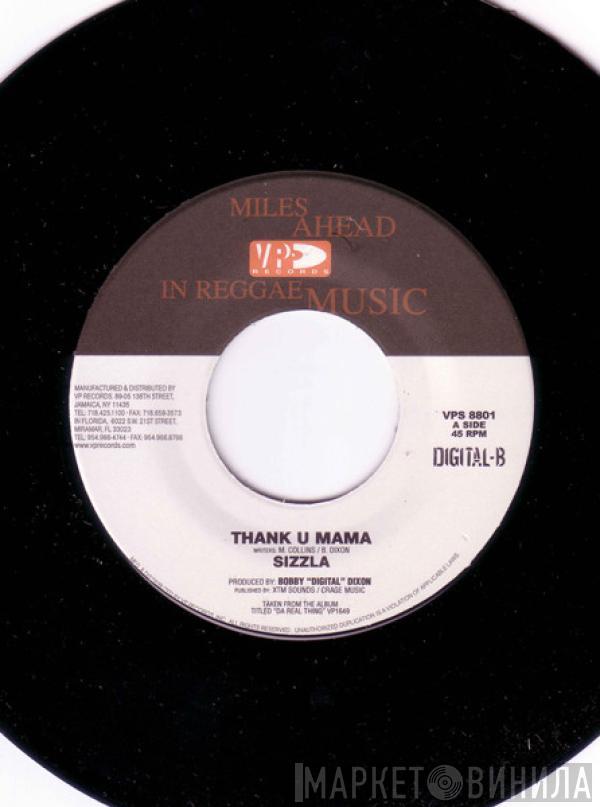 MILES
AHEAD
VP
RECORDS
IN REGGAE MUSIC
MANUFACTURED & DISTRIBUTED BY
VP RECORDS. 89-05 138TH STREET,
JAMAICA, NY 11435
TEL: 718.425.1100 · FAX: 718.658-3573
IN FLORIDA, 6022 S.W. 21ST STREET,
MIRAMAR, FL 33023
TEL: 954.966-4744 · FAX: 954.966.8766
www.vprecords.com
VPS 8801
A SIDE
45 RPM
DIGITAL-B
THANK U MAMA
WRITERS: M. COLLINS / B. DIXON
SIZZLA
PRODUCED BY: BOBBY "DIGITAL" DIXON
PUBLISHED BY: XTM SOUNDS / CRAGE MUSIC
TAKEN FROM THE ALBUM
TITLED "DA REAL THING" VP1649
VP RECORDS, INC. ALL RIGHTS RESERVED. UNAUTHORIZED DUPLICATION IS A VIOLATION OF APPLICABLE LAWS
МАРКЕТ ВИНИЛА